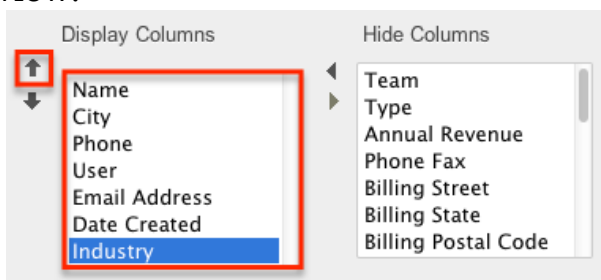 Display Columns
Hide Columns
Name
City
Phone
User
Email Address
Date Created
Industry
Team
Type
Annual Revenue
Phone Fax
Billing Street
Billing State
Billing Postal Code